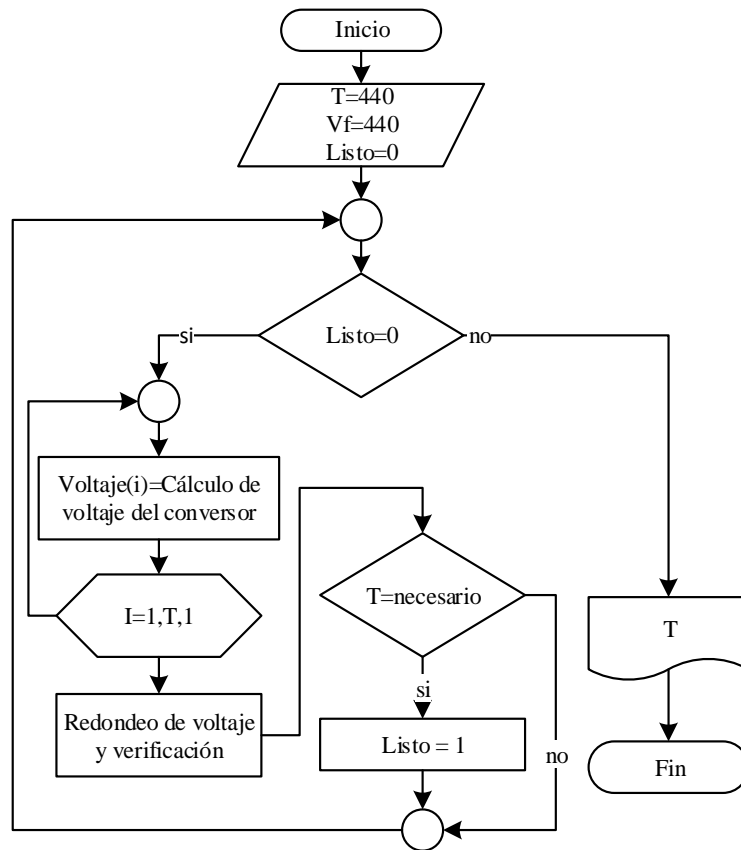 Inicio
T=440
Vf=440
Listo=0
Listo=0
si
no
Voltaje(i)=Cálculo de
voltaje del conversor
I=1,T,1
Redondeo de voltaje
y verificación
T=necesario
si
no
Listo = 1
T
Fin